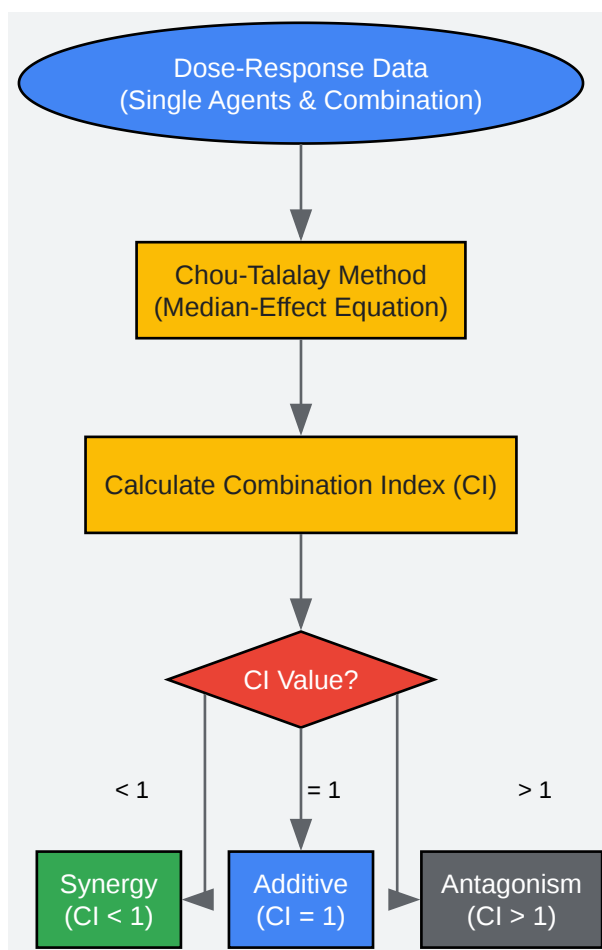 Dose-Response Data
(Single Agents & Combination)
Chou-Talalay Method
(Median-Effect Equation)
Calculate Combination Index (CI)
CI Value?
< 1
= 1
> 1
Synergy
(CI < 1)
Additive
(CI = 1)
Antagonism
(CI > 1)